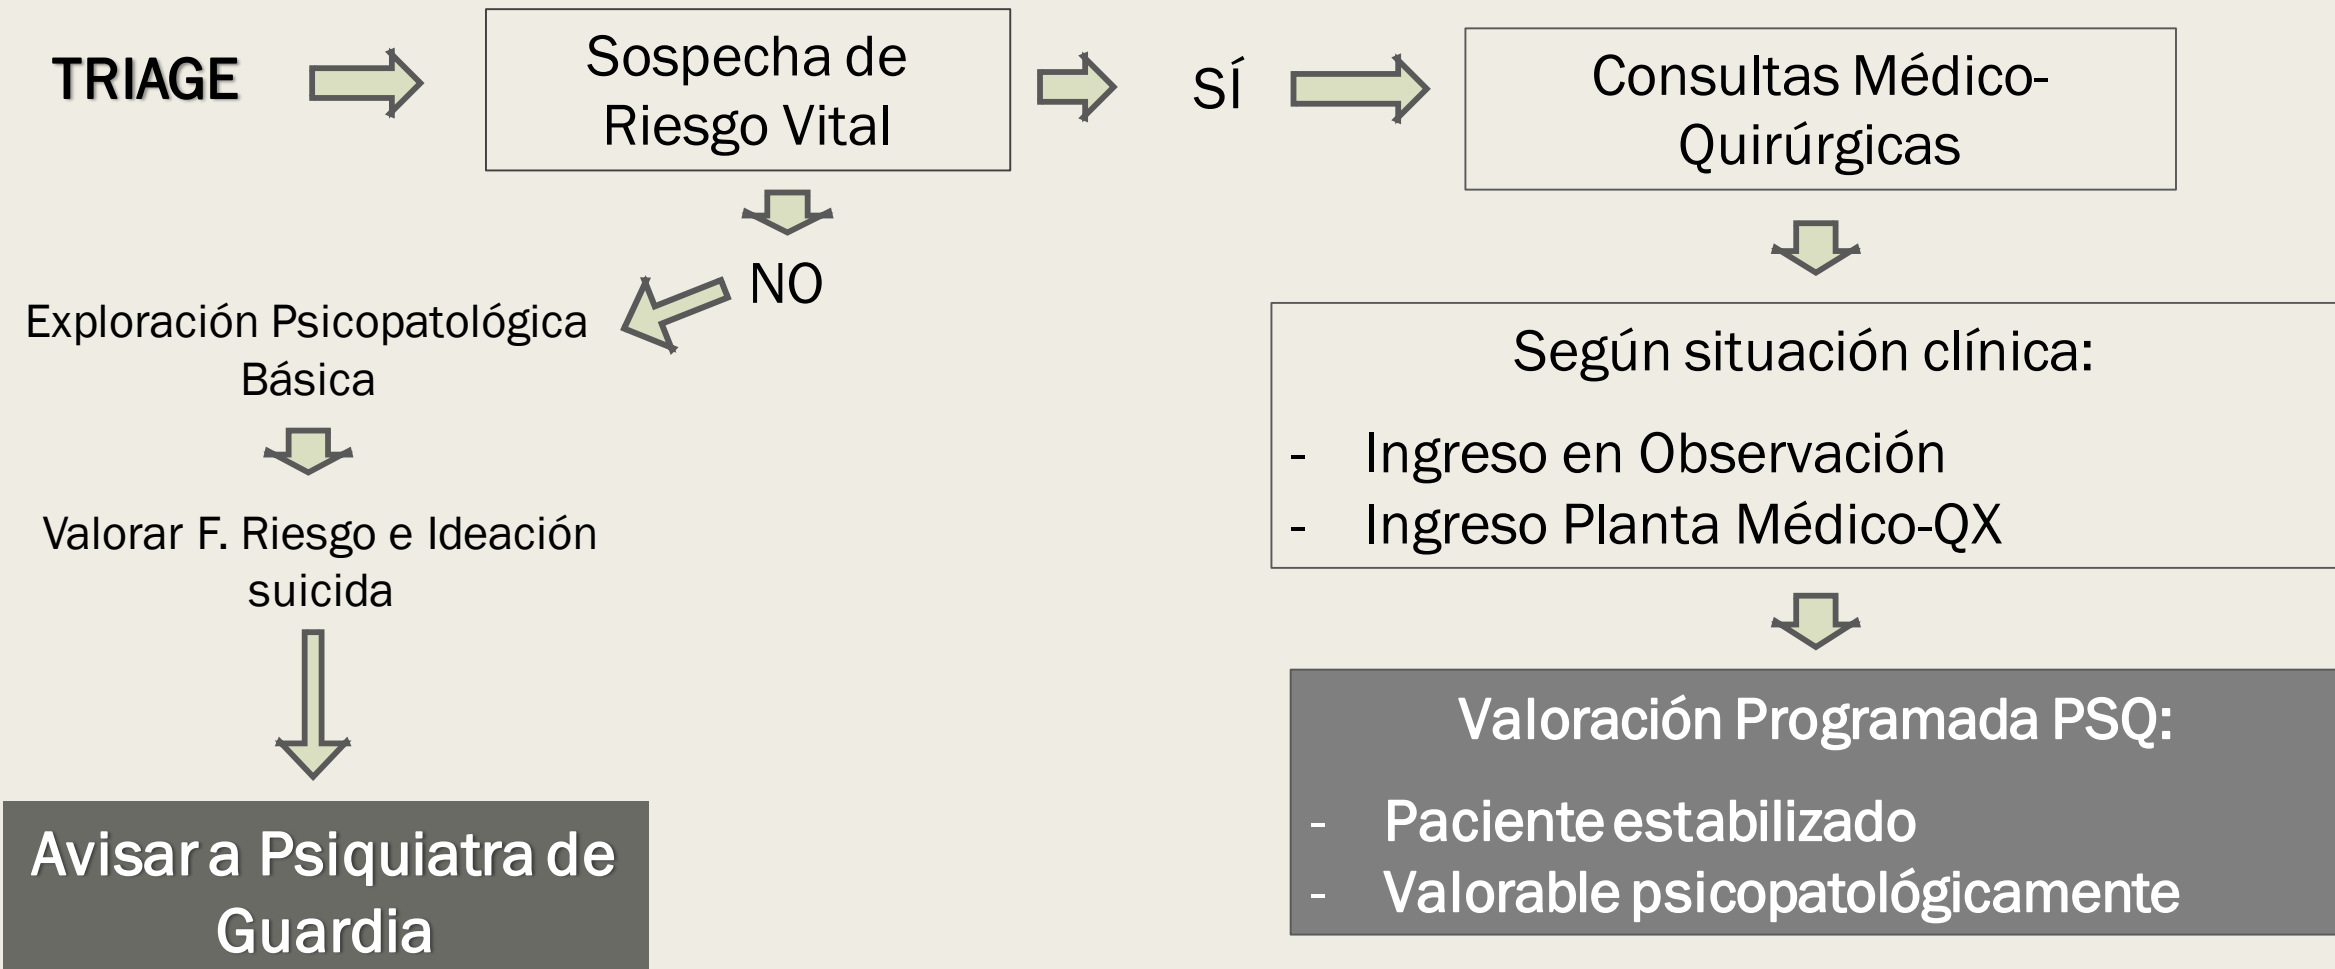 TRIAGE
Sospecha de
Riesgo Vital
SÍ
Consultas Médico-
Quirúrgicas
NO
Exploración Psicopatológica
Básica
Valorar F. Riesgo e Ideación
suicida
Avisar a Psiquiatra de
Guardia
Según situación clínica:
- Ingreso en Observación
- Ingreso Planta Médico-QX
Valoración Programada PSQ:
- Paciente estabilizado
- Valorable psicopatológicamente